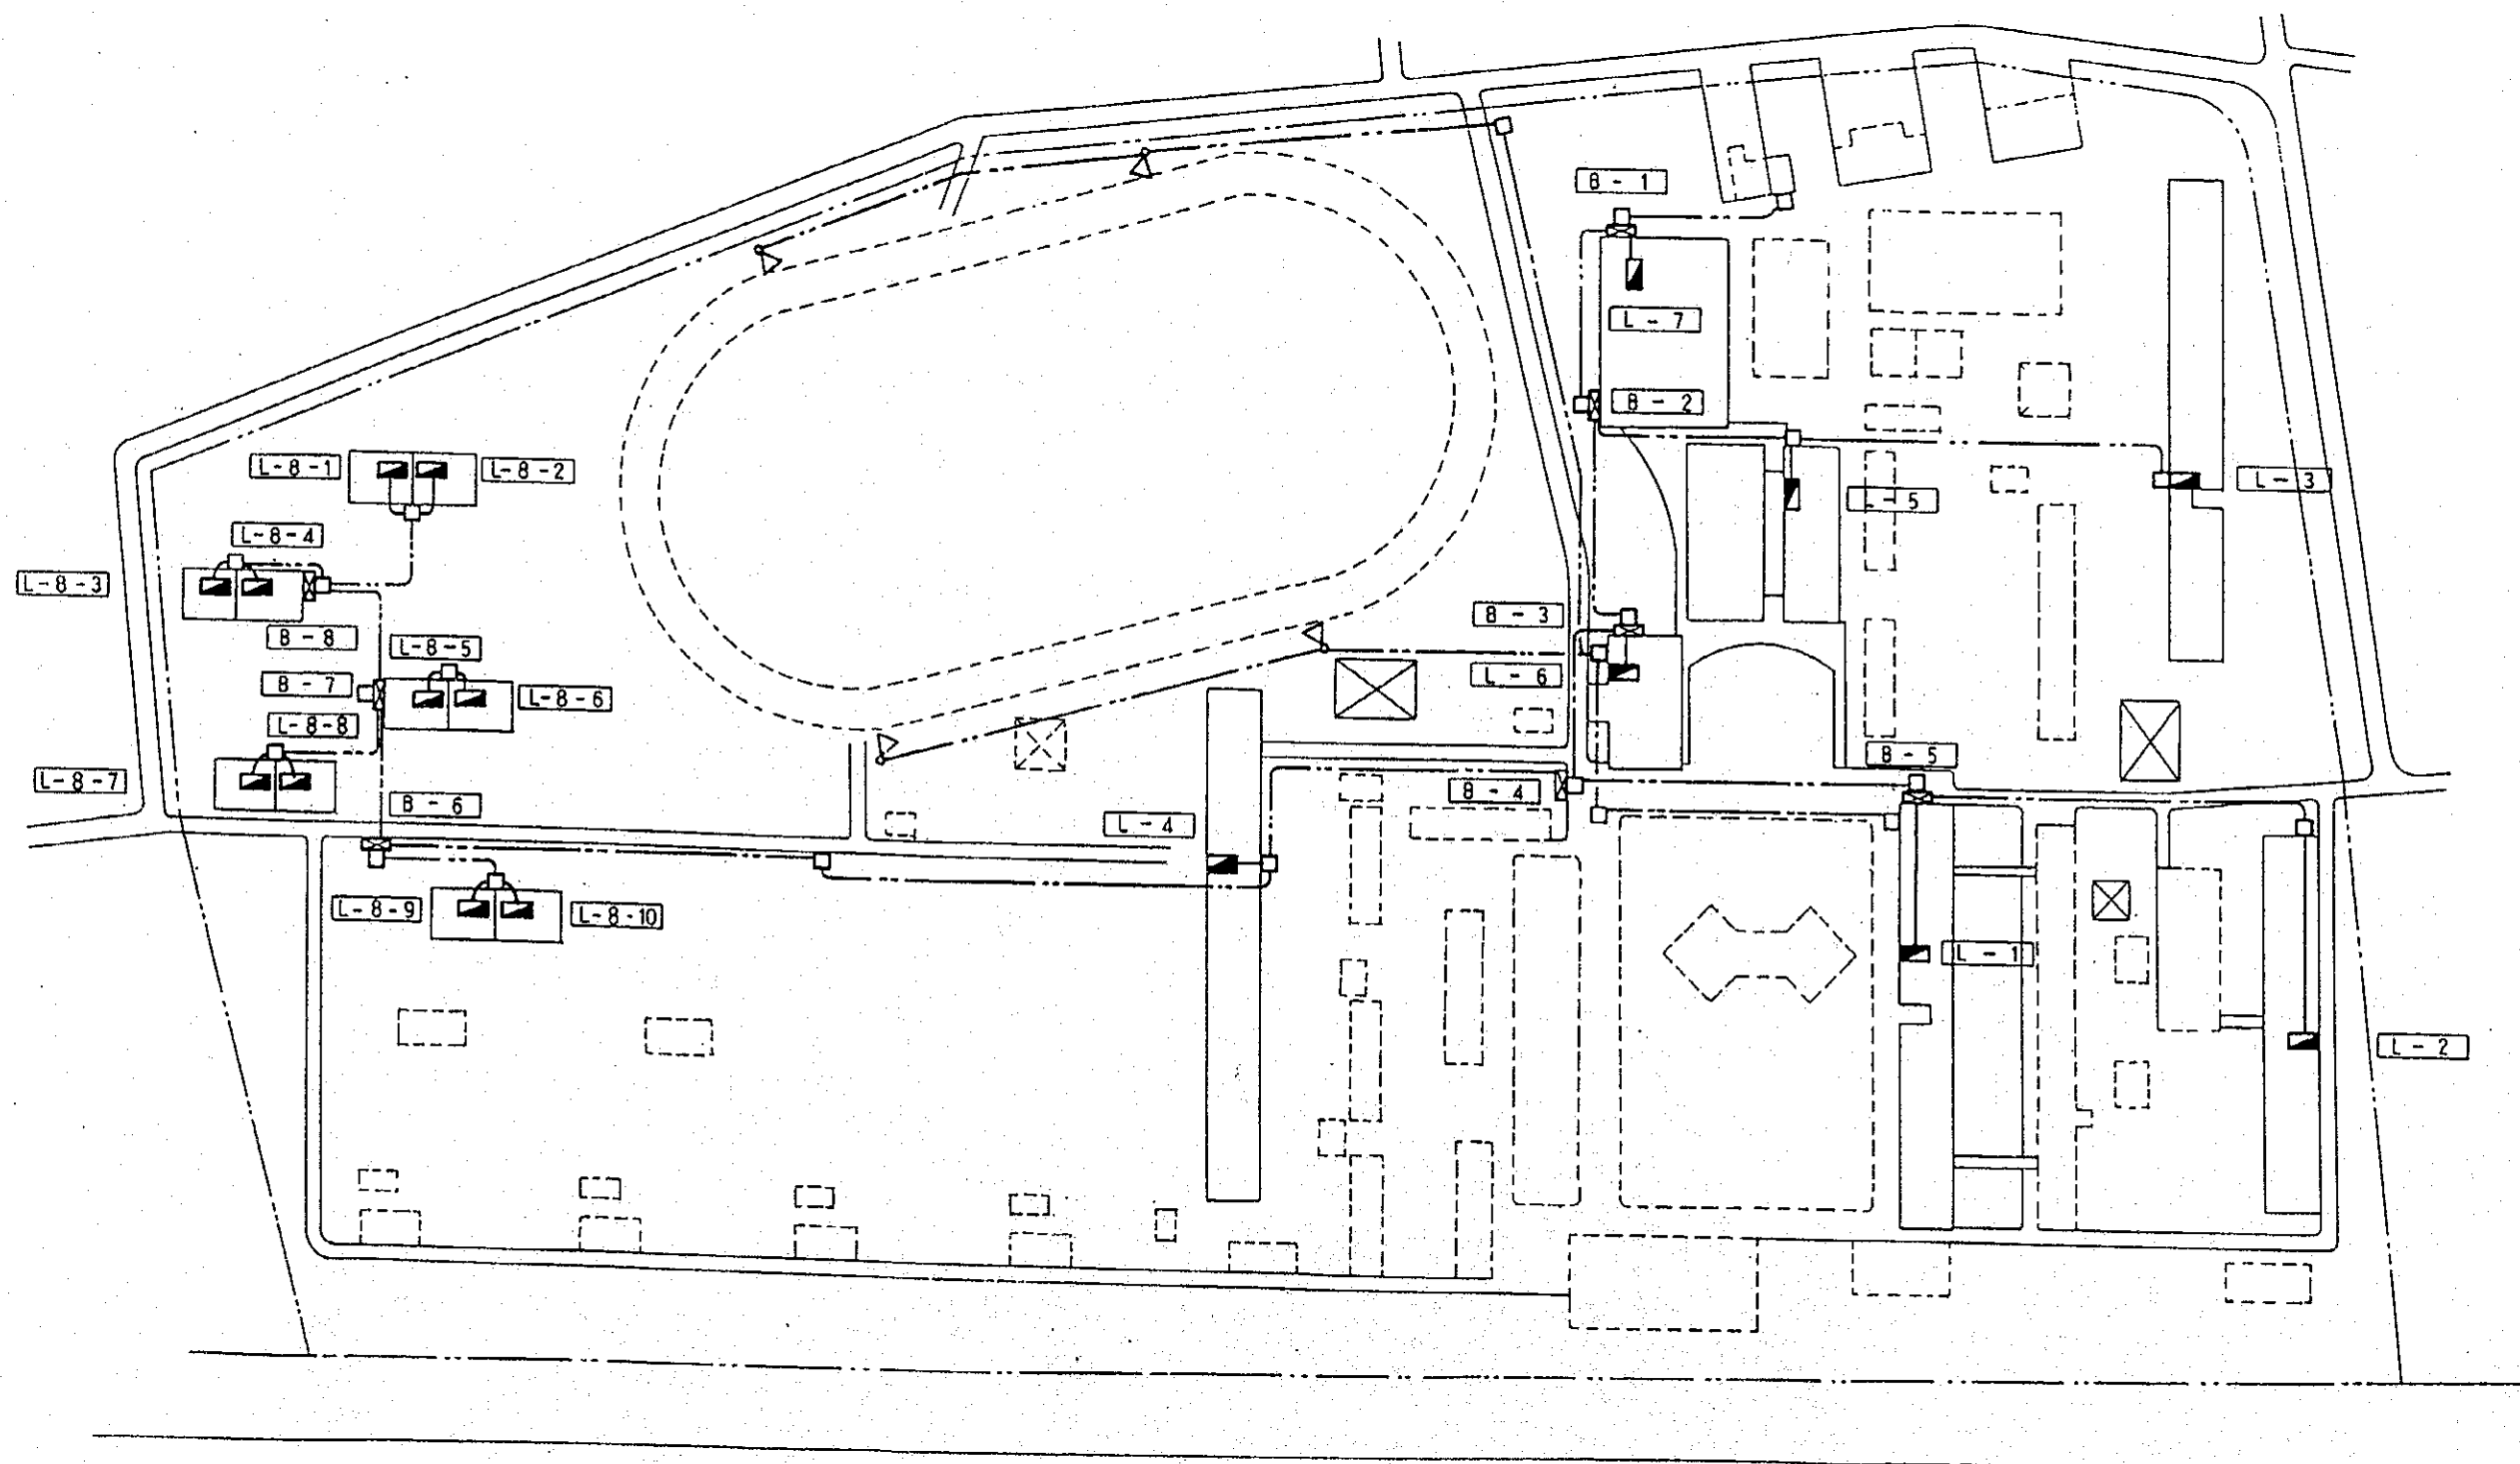 B - 1
L - 7
B - 2
L-8-1
L-8-2
L - 3
L - 5
L-8-4
L-8-3
B - 3
B - 8
L-8-5
L - 6
B - 7
L-8-6
L-8-8
B - 5
L-8-7
B - 4
B - 6
L - 4
L-8-9
L-8-10
L - 1
L - 2